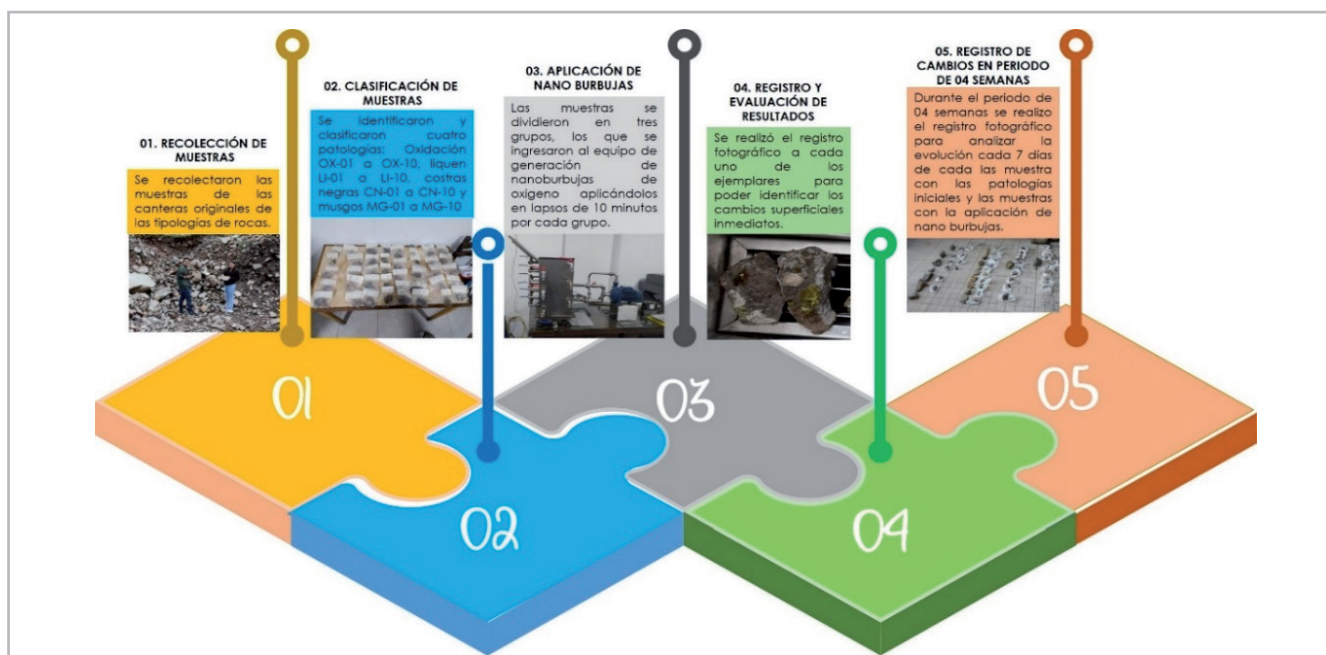 01. RECOLECCIÓN DE
MUESTRAS
Se recolectaron las
muestras de las
canteras originales de
las tipologías de rocas.
02. CLASIFICACIÓN DE
MUESTRAS
Se identificaron y
clasificaron cuatro
patologías: Oxidación
OX-01 a OX-10, liquen
LI-01 a LI-10, costras
negras CN-01 a CN-10 y
musgos MG-01 a MG-10
03. APLICACIÓN DE
NANO BURBUJAS
Las muestras se
dividieron en tres
grupos, los que se
ingresaron al equipo de
generación de
nanoburbujas de
oxigeno aplicándolos
en lapsos de 10 minutos
por cada grupo.
04. REGISTRO Y
EVALUACIÓN DE
RESULTADOS
Se realizó el registro
fotográfico a cada
uno de los
ejemplares para
poder identificar los
cambios superficiales
inmediatos.
05. REGISTRO DE
CAMBIOS EN PERIODO
DE 04 SEMANAS
Durante el periodo de
04 semanas se realizo
el registro fotográfico
para analizar la
evolución cada 7 días
de cada las muestra
con las patologías
iniciales y las muestras
con la aplicación de
nano burbujas.
01
02
03
04
05